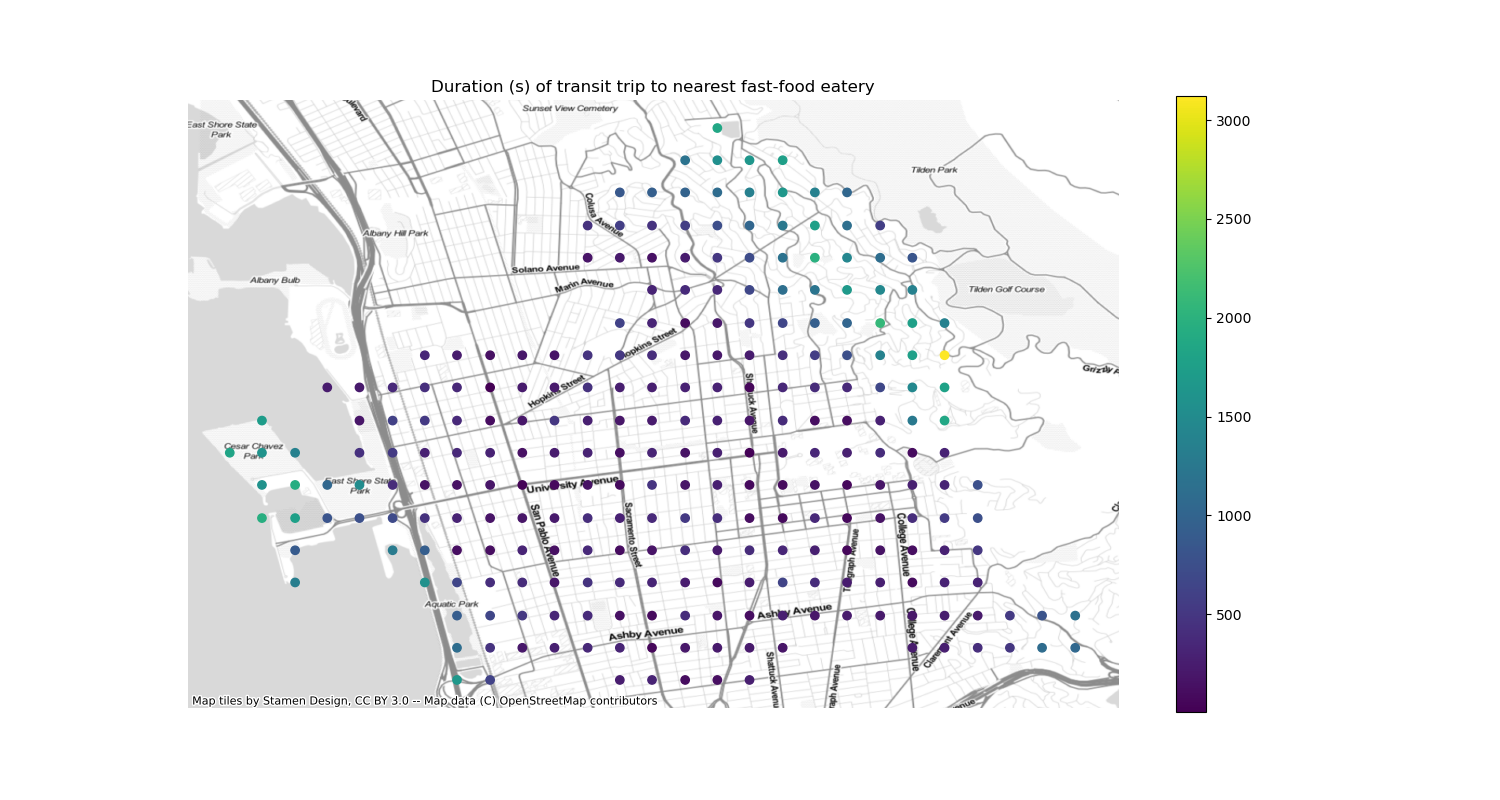 Duration (s) of transit trip to nearest fast-food eatery
Sunset View Cemetery
East Shore State
Park
Tilden Park
Colusa Avenue
Albany Hill Park
Solano Avenue
Albany Bulb
Marin Avenue
Tilden Golf Course
Hopkins Street
Hopkins Street
Shattuck Avenue
Cesar Chavez
Park
East Shore State
Park
University Avenue
San Pablo Avenue
Sacramento Street
College Avenue
Telegraph Avenue
Aquatic Park
Ashby Avenue
Ashby Avenue
College Avenue
Claremont Avenue
Shattuck Avenue
raph Avenue
Map tiles by Stamen Design, CC BY 3.0 -- Map data (C) OpenStreetMap contributors
3000
2500
2000
1500
1000
500